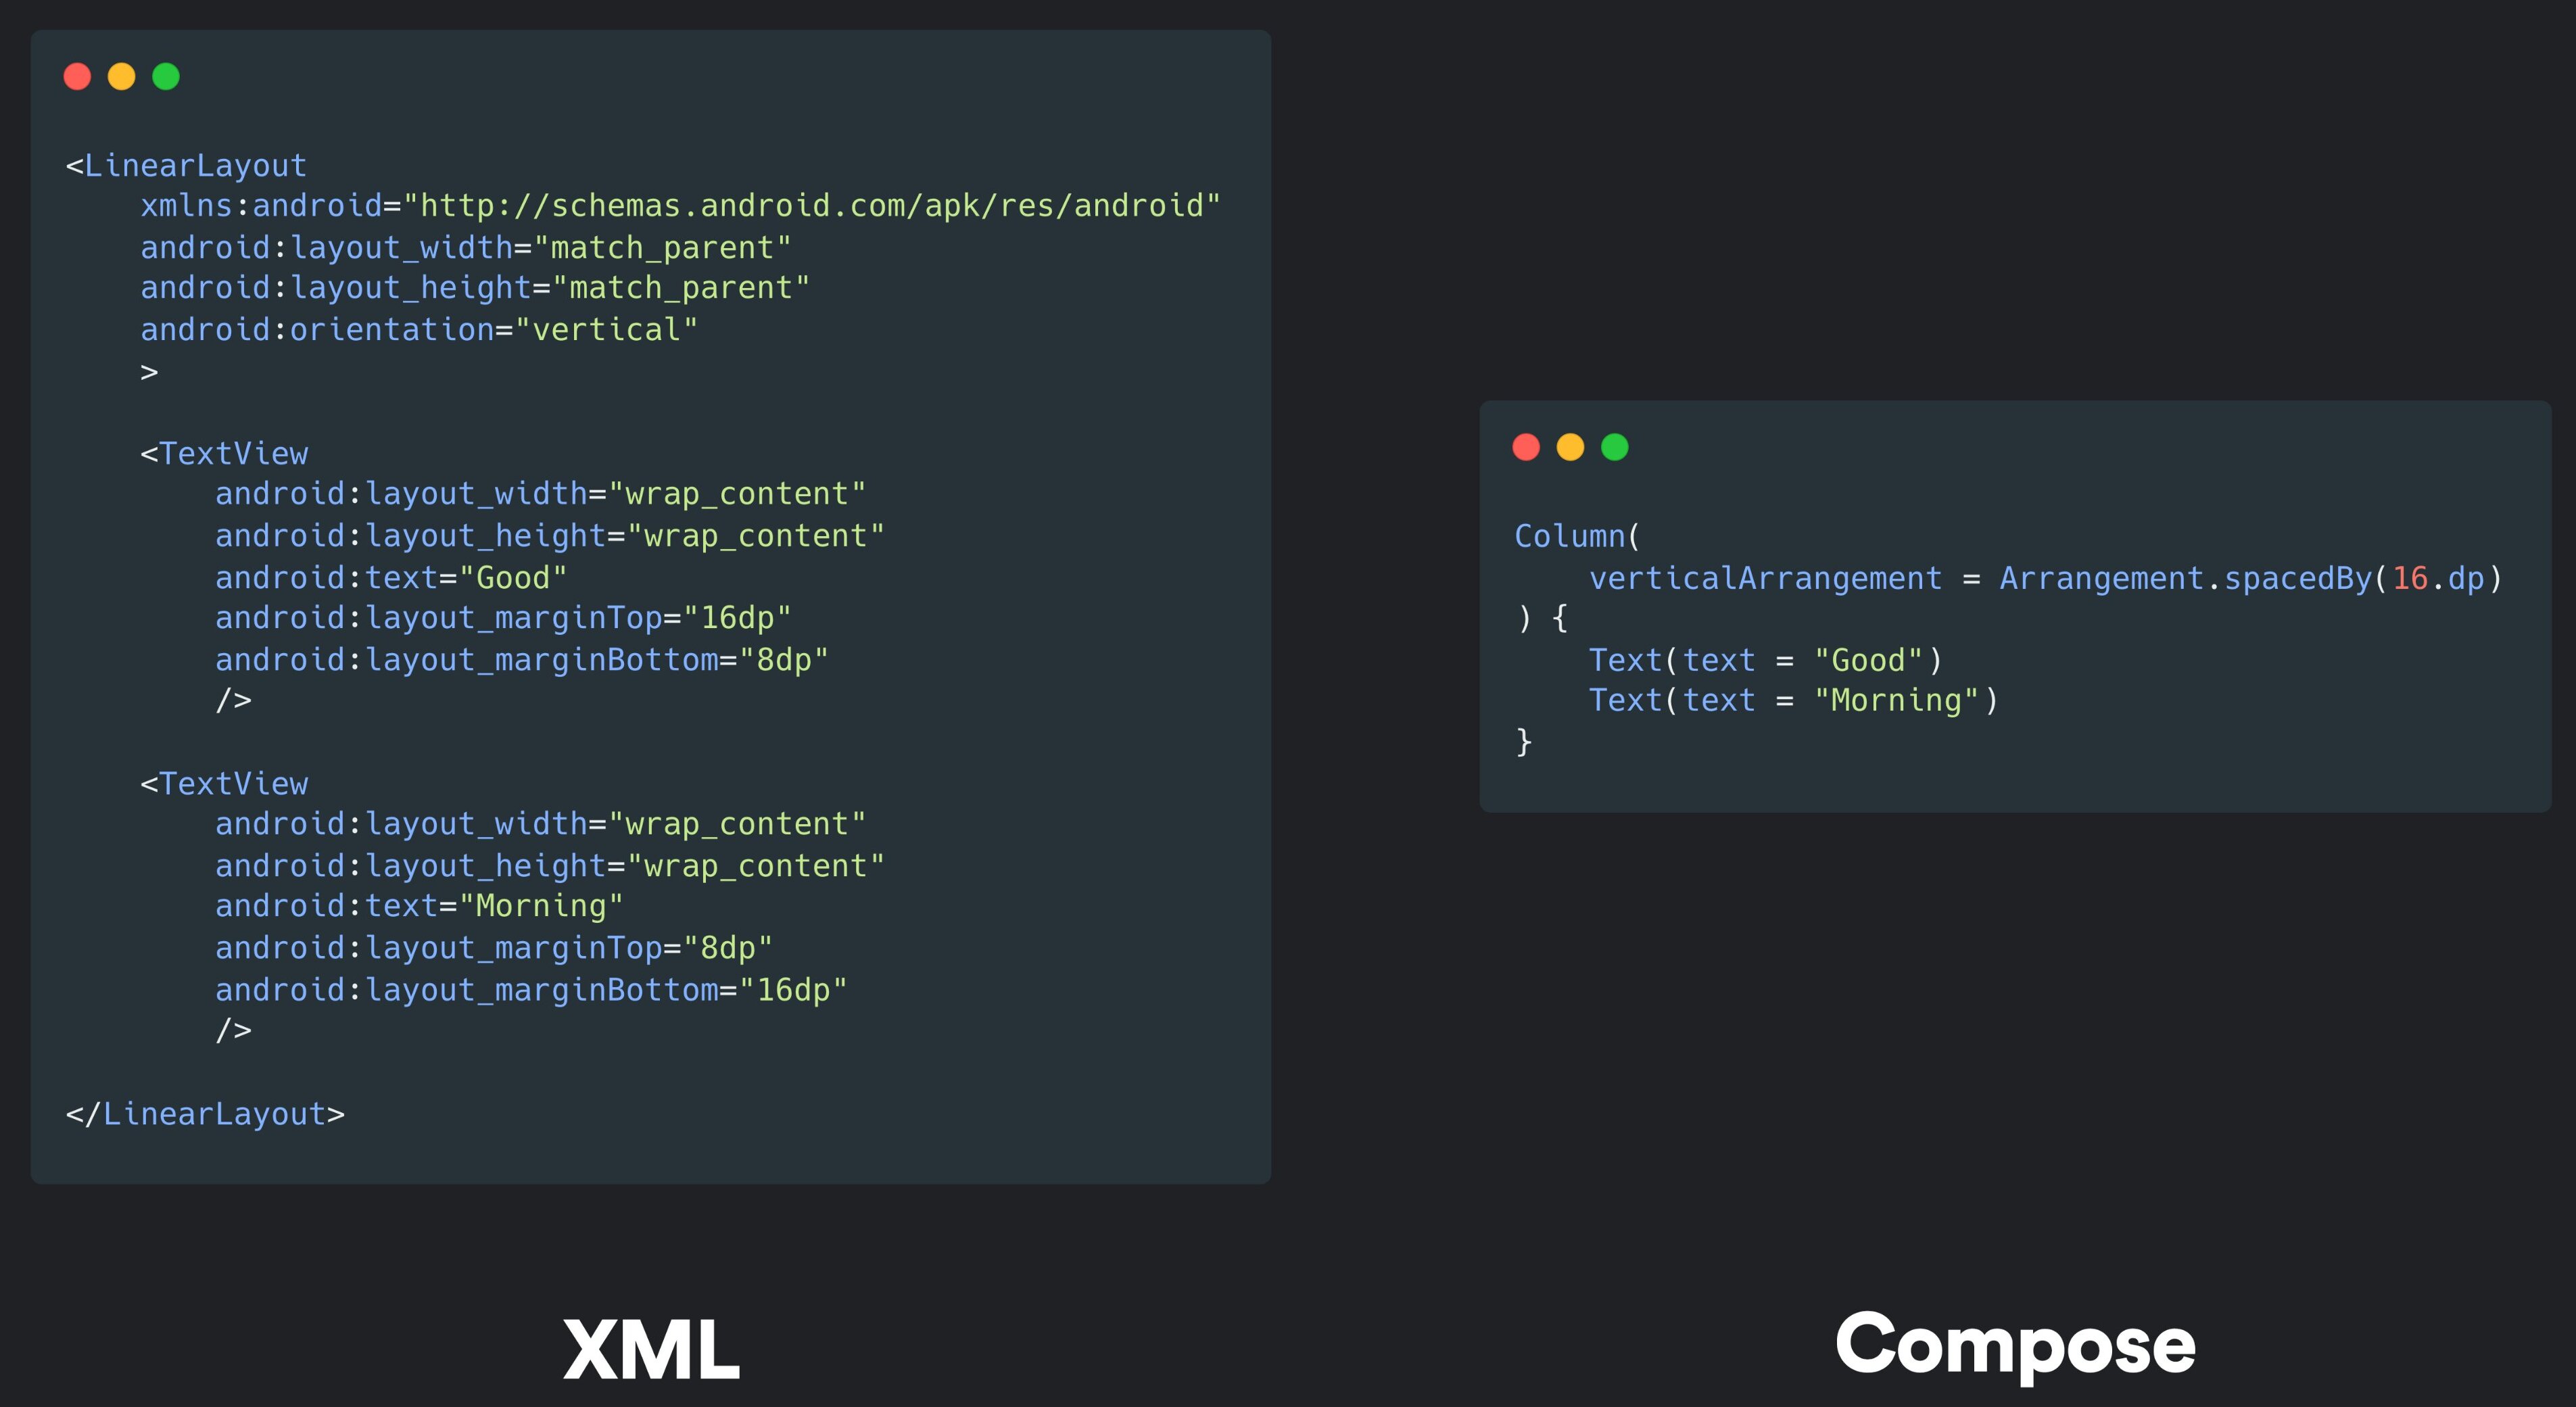 <LinearLayout
    xmlns:android="http://schemas.android.com/apk/res/android"
    android:layout_width="match_parent"
    android:layout_height="match_parent"
    android:orientation="vertical"
    >

    <TextView
        android:layout_width="wrap_content"
        android:layout_height="wrap_content"
        android:text="Good"
        android:layout_marginTop="16dp"
        android:layout_marginBottom="8dp"
        />

    <TextView
        android:layout_width="wrap_content"
        android:layout_height="wrap_content"
        android:text="Morning"
        android:layout_marginTop="8dp"
        android:layout_marginBottom="16dp"
        />

</LinearLayout>
XML
Column(
    verticalArrangement = Arrangement.spacedBy(16.dp)
) {
    Text(text = "Good")
    Text(text = "Morning")
}
Compose